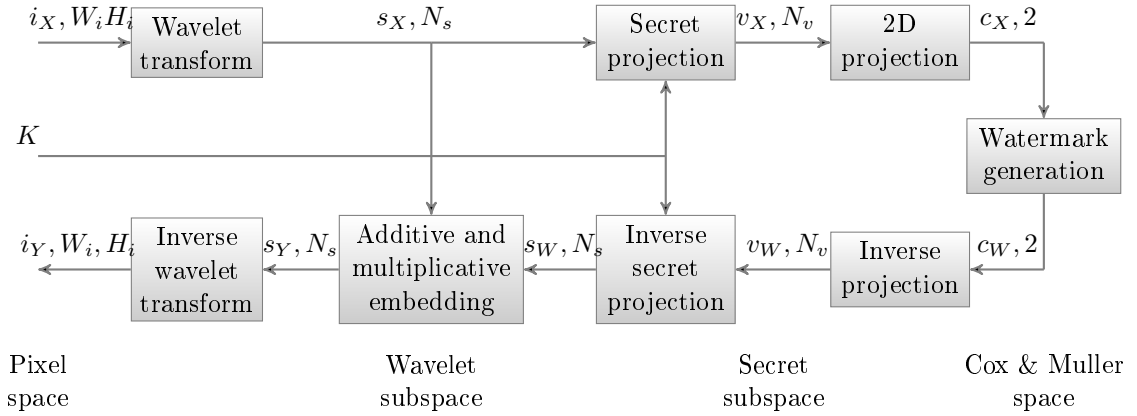 i_X, W_iH_i
Wavelet
transform
s_X, N_s
Secret
projection
v_X, N_v
2D
projection
c_X, 2
K
Watermark
generation
i_Y, W_i, H_i
Inverse
wavelet
transform
s_Y, N_s
Additive and
multiplicative
embedding
s_W, N_s
Inverse
secret
projection
v_W, N_v
Inverse
projection
c_W, 2
Pixel
space
Wavelet
subspace
Secret
subspace
Cox & Muller
space